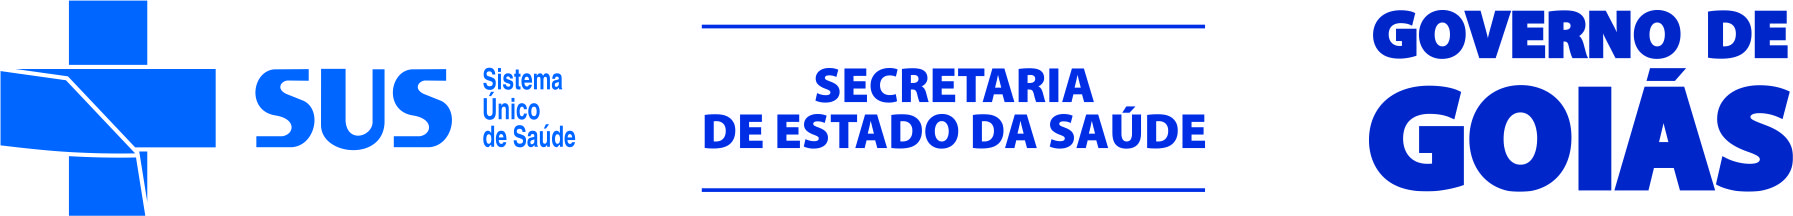 SUS
Sistema
Único
de Saúde
SECRETARIA
DE ESTADO DA SAÚDE
GOVERNO DE
GOIÁS